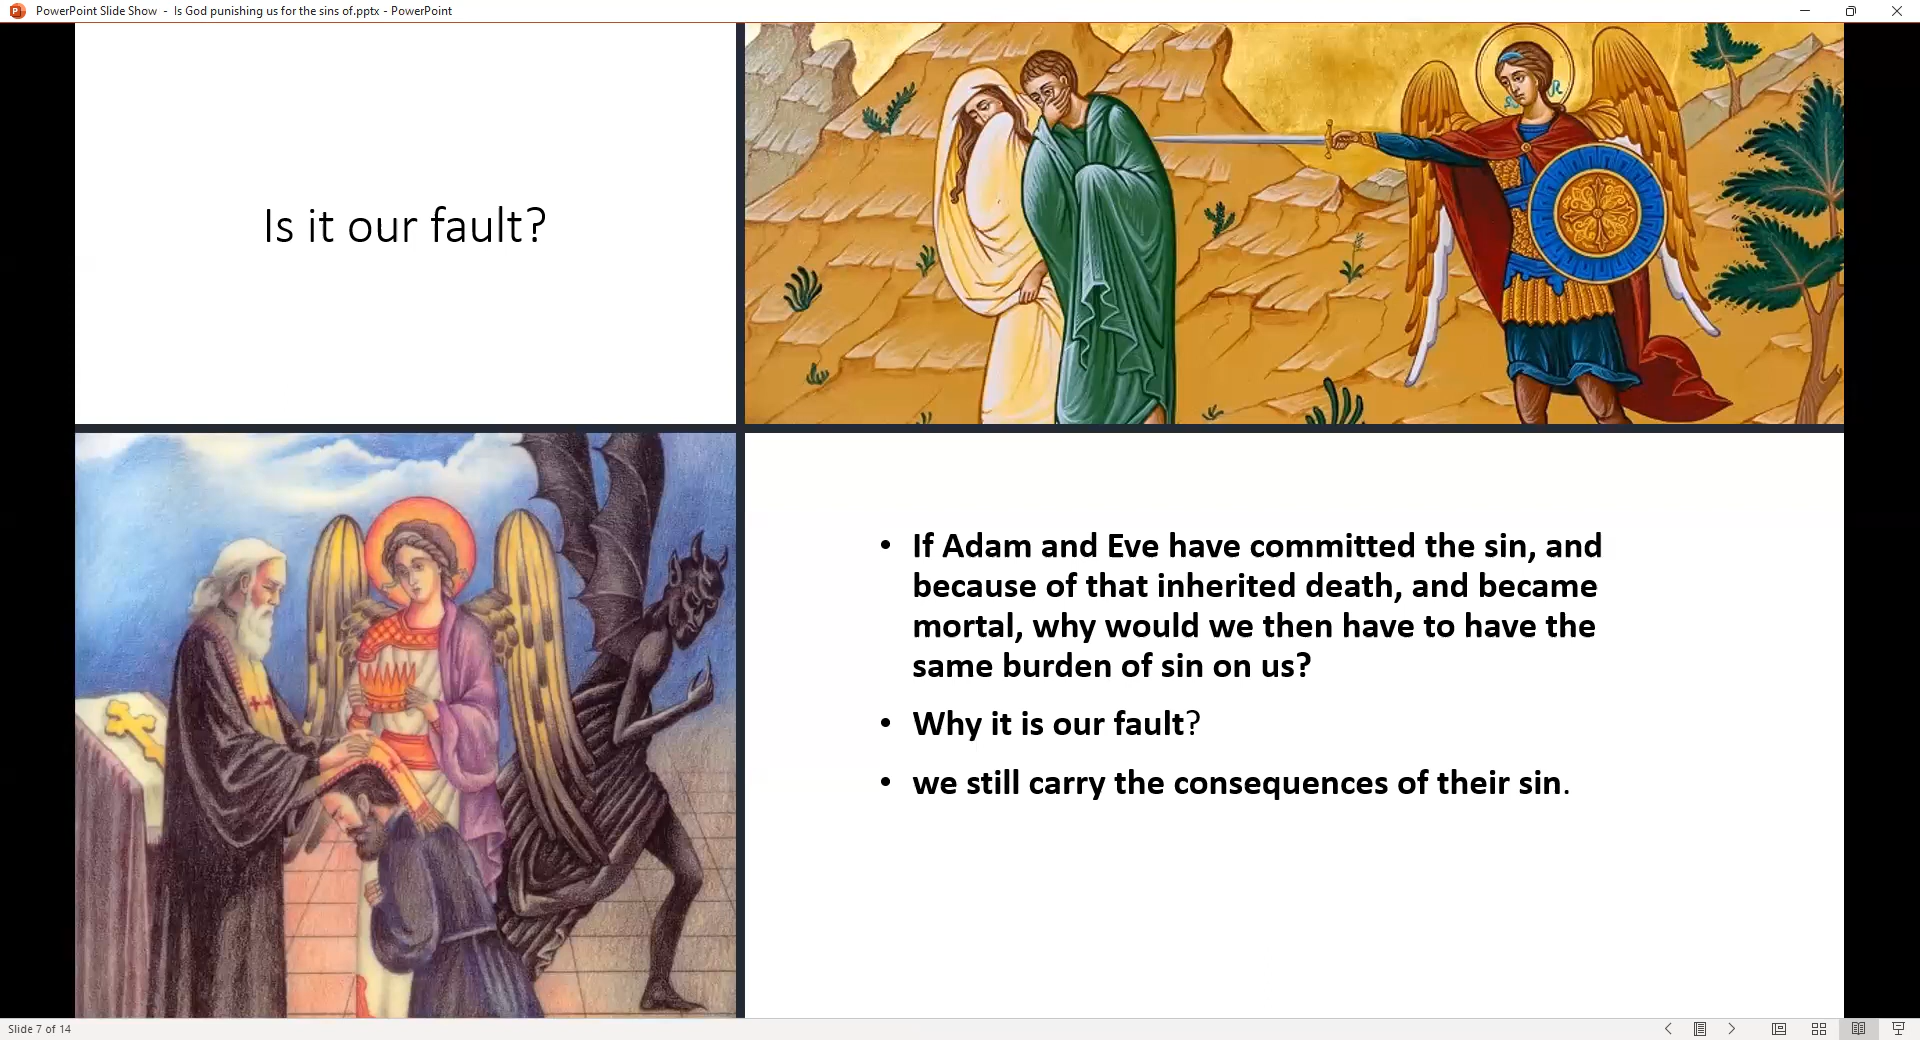 PowerPoint Slide Show - Is God punishing us for the sins of.pptx - PowerPoint
Is it our fault?
• If Adam and Eve have committed the sin, and
because of that inherited death, and became
mortal, why would we then have to have the
same burden of sin on us?
• Why it is our fault?
• we still carry the consequences of their sin.
Slide 7 of 14